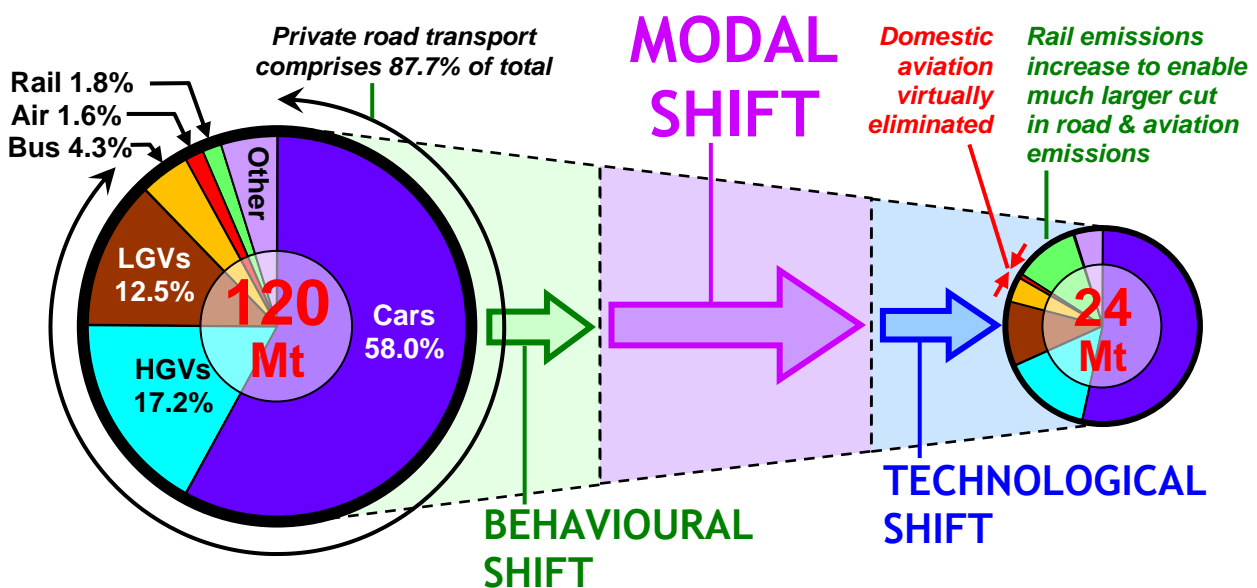 Private road transport
comprises 87.7% of total
Rail 1.8%
Air 1.6%
Bus 4.3%
Other
LGVs
12.5%
HGVs
17.2%
Cars
58.0%
120
Mt
MODAL
SHIFT
Domestic
aviation
virtually
eliminated
Rail emissions
increase to enable
much larger cut
in road & aviation
emissions
24
Mt
BEHAVIOURAL
SHIFT
TECHNOLOGICAL
SHIFT